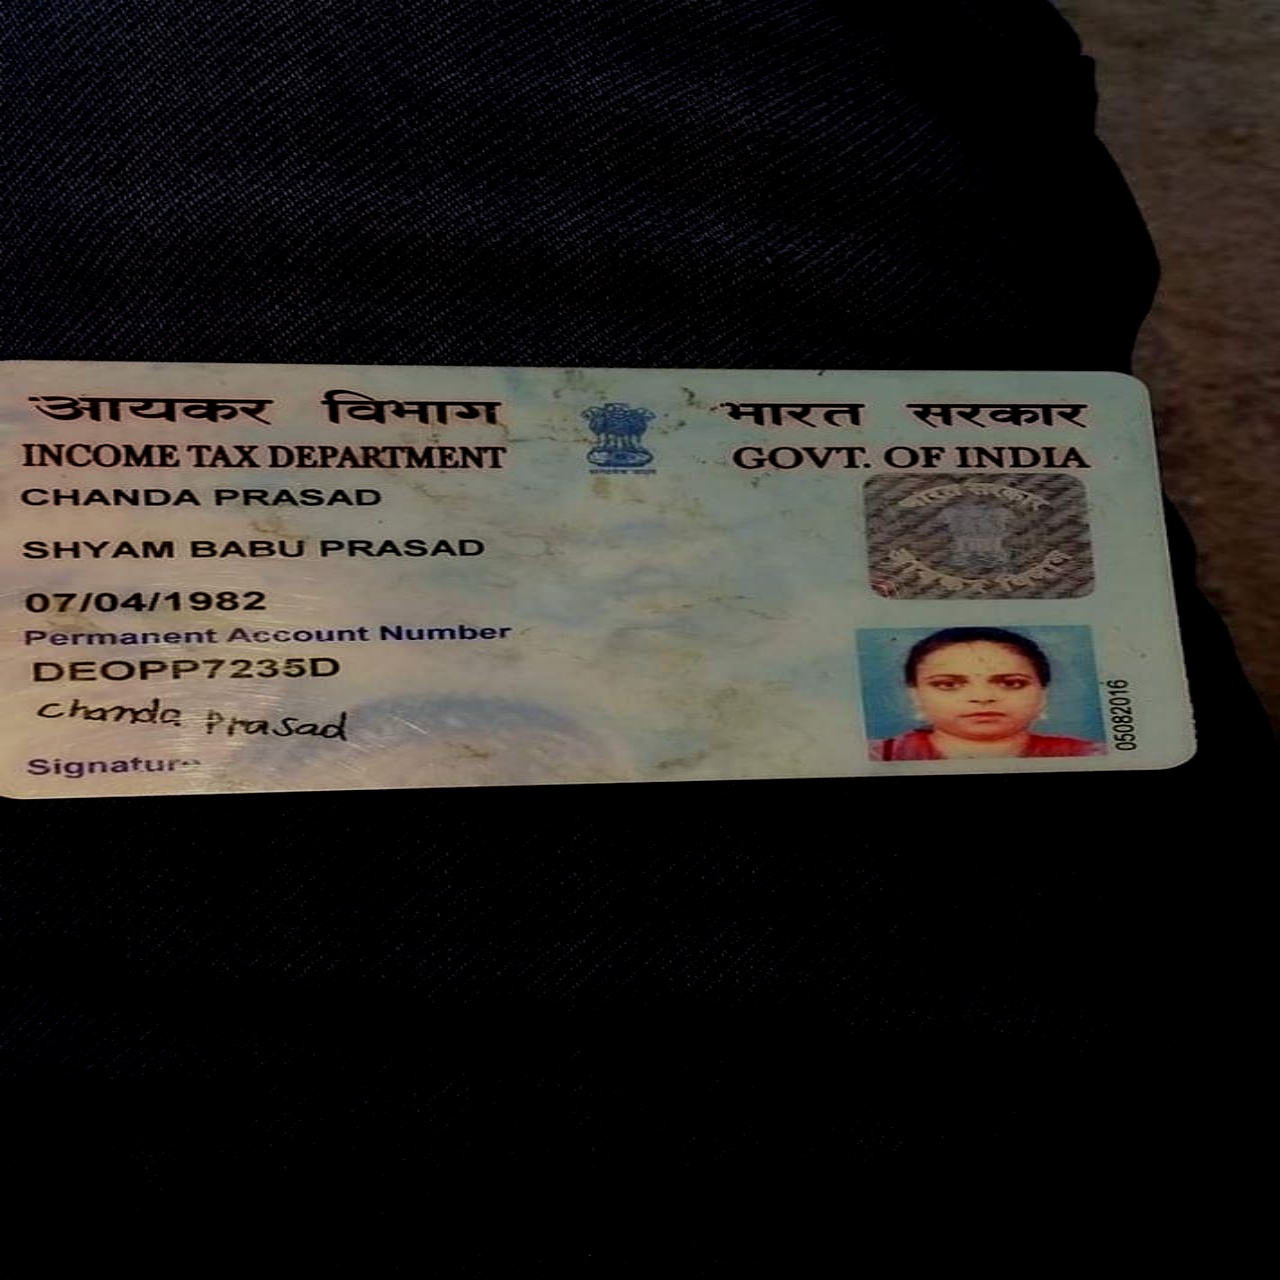 आयकर विभाग भारत सरकार
INCOME TAX DEPARTMENT GOVT. OF INDIA
CHANDA PRASAD
SHYAM BABU PRASAD
07/04/1982
Permanent Account Number
DEOPP7235D
Chanda Prasad
Signature
05082016